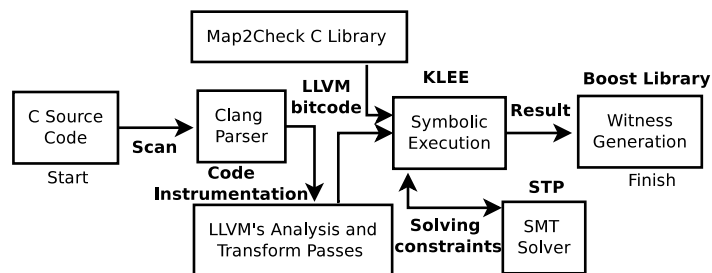 Map2Check C Library
LLVM
bitcode
KLEE
Boost Library
C Source
Code
Scan
Clang
Parser
Symbolic
Execution
Result
Witness
Generation
Start
Code
Instrumentation
Finish
LLVM's Analysis and
Transform Passes
Solving
constraints
STP
SMT
Solver